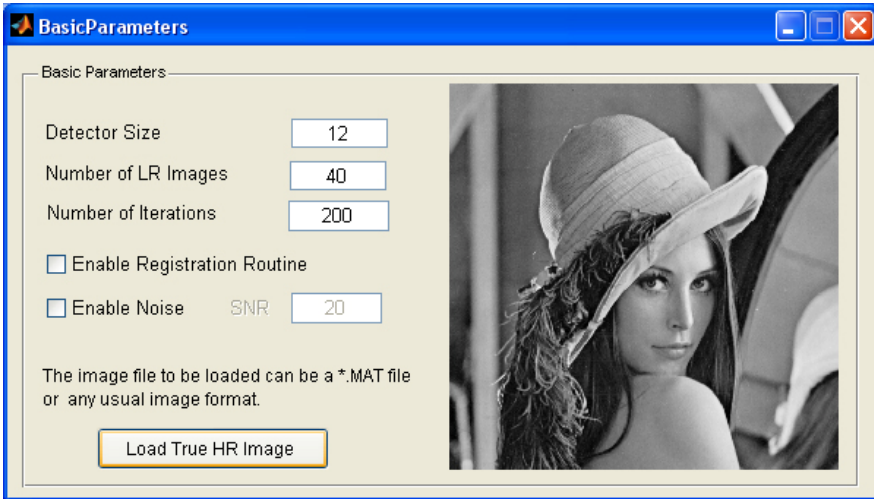 BasicParameters
Basic Parameters
Detector Size 12
Number of LR Images 40
Number of Iterations 200
Enable Registration Routine
Enable Noise SNR 20
The image file to be loaded can be a *.MAT file
or any usual image format.
Load True HR Image